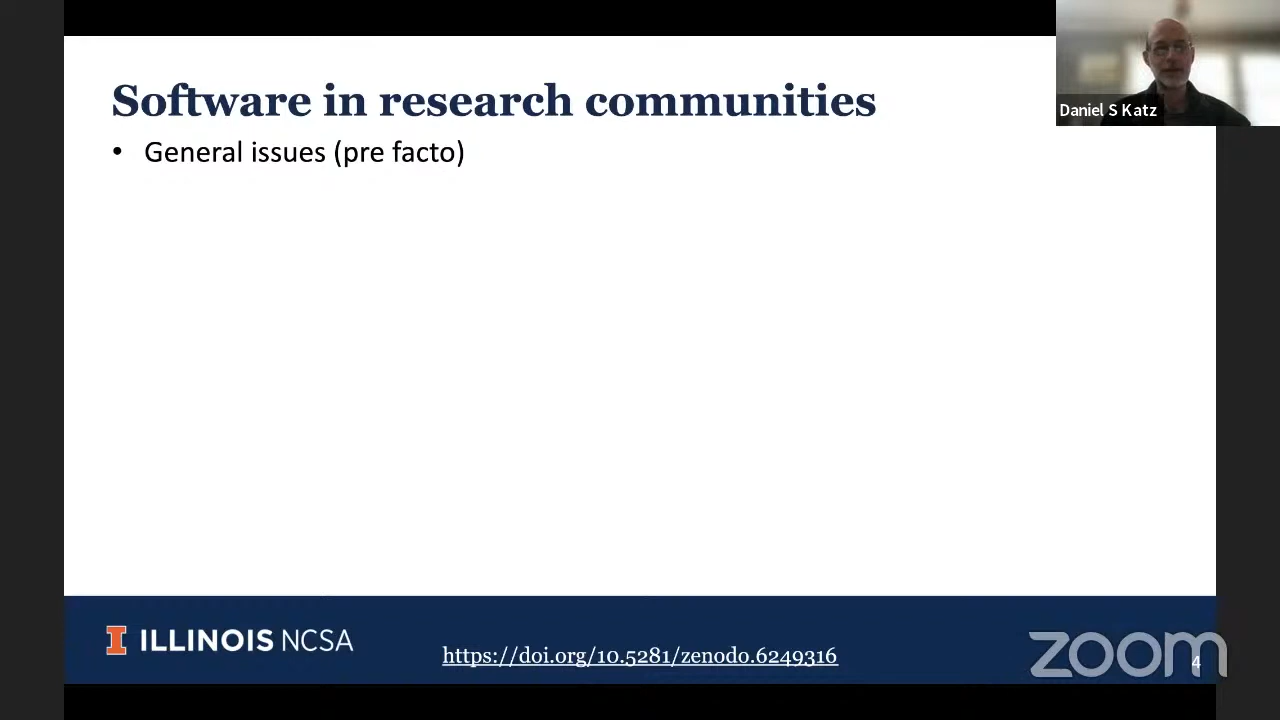 Software in research communities
Daniel S Katz
• General issues (pre facto)
I ILLINOIS NCSA
https://doi.org/10.5281/zenodo.6249316
zoom
4